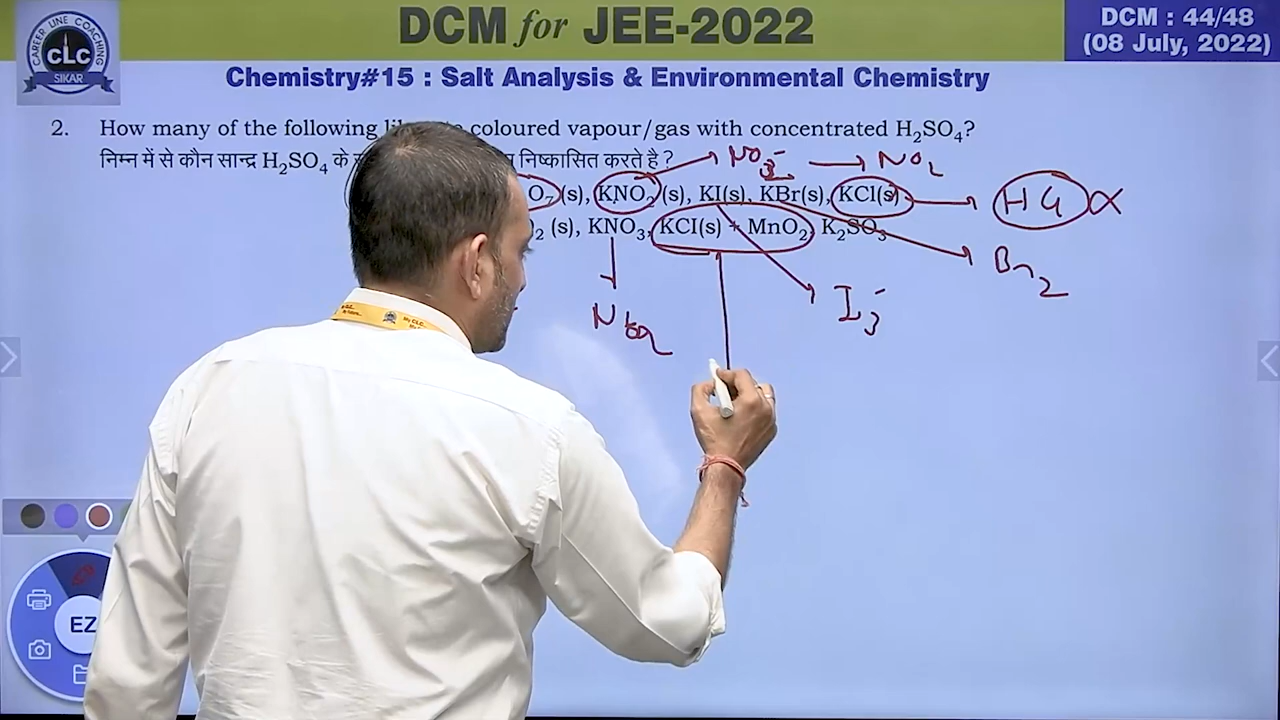 DCM for JEE-2022
DCM : 44/48
(08 July, 2022)
CAREER LINE COACHING
CLC
SIKAR
Chemistry#15 : Salt Analysis & Environmental Chemistry
2. How many of the following coloured vapour/gas with concentrated H₂SO₄?
निम्न में से कौन सान्द्र H₂SO₄ के निष्कासित करते है ?
NO₃⁻ → NO₂
O₇ (s), KNO₂ (s), KI(s), KBr(s), KCl(s) → HCl
₂ (s), KNO₃, KCl(s) + MnO₂, K₂SO₃
Br₂
I₃⁻
EZ